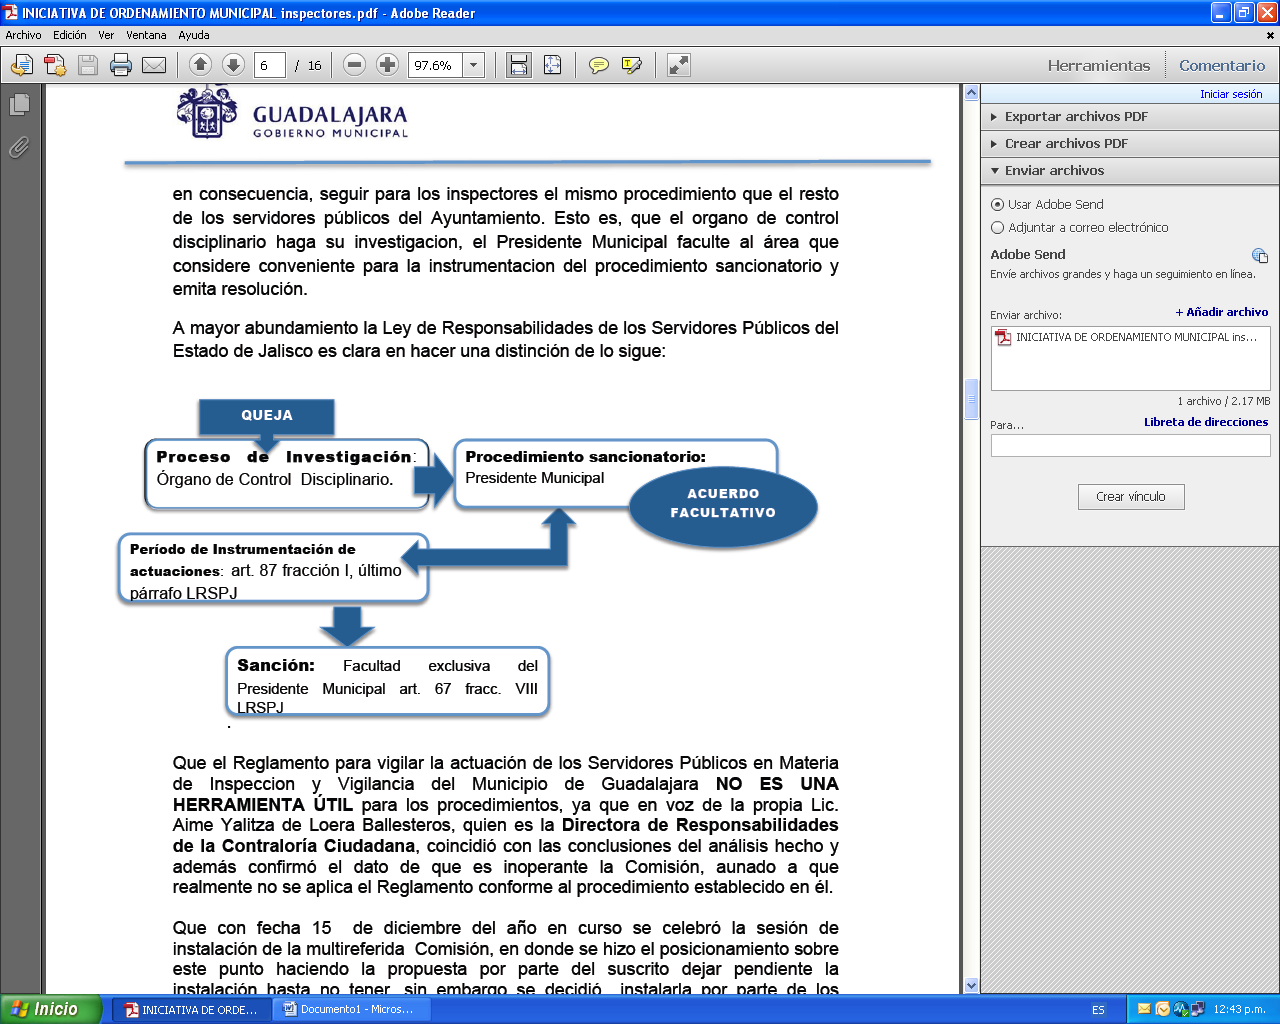 INICIATIVA DE ORDENAMIENTO MUNICIPAL inspectores.pdf - Adobe Reader
Archivo Edición Ver Ventana Ayuda
6 / 16 97.6% Herramientas Comentario
Iniciar sesión
Exportar archivos PDF
Crear archivos PDF
Enviar archivos
Usar Adobe Send
Adjuntar a correo electrónico
Adobe Send
Envíe archivos grandes y haga un seguimiento en línea.
Enviar archivo: + Añadir archivo
INICIATIVA DE ORDENAMIENTO MUNICIPAL ins...
1 archivo / 2.17 MB
Para... Libreta de direcciones
Crear vínculo
GUADALAJARA
GOBIERNO MUNICIPAL
en consecuencia, seguir para los inspectores el mismo procedimiento que el resto
de los servidores públicos del Ayuntamiento. Esto es, que el organo de control
disciplinario haga su investigacion, el Presidente Municipal faculte al área que
considere conveniente para la instrumentacion del procedimiento sancionatorio y
emita resolución.
A mayor abundamiento la Ley de Responsabilidades de los Servidores Públicos del
Estado de Jalisco es clara en hacer una distinción de lo sigue:
QUEJA
Proceso de Investigación:
Órgano de Control Disciplinario.
Procedimiento sancionatorio:
Presidente Municipal
ACUERDO
FACULTATIVO
Período de Instrumentación de
actuaciones: art. 87 fracción I, último
párrafo LRSPJ
Sanción: Facultad exclusiva del
Presidente Municipal art. 67 fracc. VIII
LRSPJ
.
Que el Reglamento para vigilar la actuación de los Servidores Públicos en Materia
de Inspeccion y Vigilancia del Municipio de Guadalajara NO ES UNA
HERRAMIENTA ÚTIL para los procedimientos, ya que en voz de la propia Lic.
Aime Yalitza de Loera Ballesteros, quien es la Directora de Responsabilidades
de la Contraloría Ciudadana, coincidió con las conclusiones del análisis hecho y
además confirmó el dato de que es inoperante la Comisión, aunado a que
realmente no se aplica el Reglamento conforme al procedimiento establecido en él.
Que con fecha 15 de diciembre del año en curso se celebró la sesión de
instalación de la multireferida Comisión, en donde se hizo el posicionamiento sobre
este punto haciendo la propuesta por parte del suscrito dejar pendiente la
instalación hasta no tener, sin embargo se decidió instalarla por parte de los
Inicio INICIATIVA DE ORDE... Documento1 - Micros... ES 12:43 p.m.